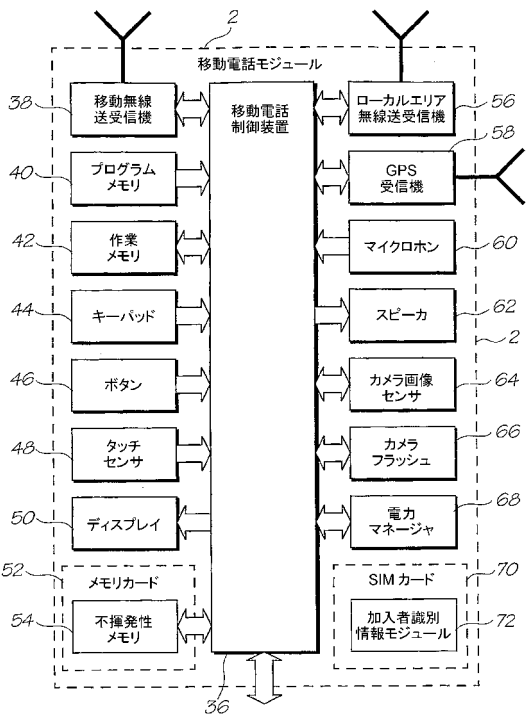 2
移動電話モジュール
38
移動無線
送受信機
40
プログラム
メモリ
42
作業
メモリ
44
キーパッド
46
ボタン
48
タッチ
センサ
50
ディスプレイ
52
メモリカード
54
不揮発性
メモリ
移動電話
制御装置
36
ローカルエリア
無線送受信機
56
58
GPS
受信機
マイクロホン
60
スピーカ
62
2
カメラ画像
センサ
64
カメラ
フラッシュ
66
電力
マネージャ
68
SIMカード
70
加入者識別
情報モジュール
72